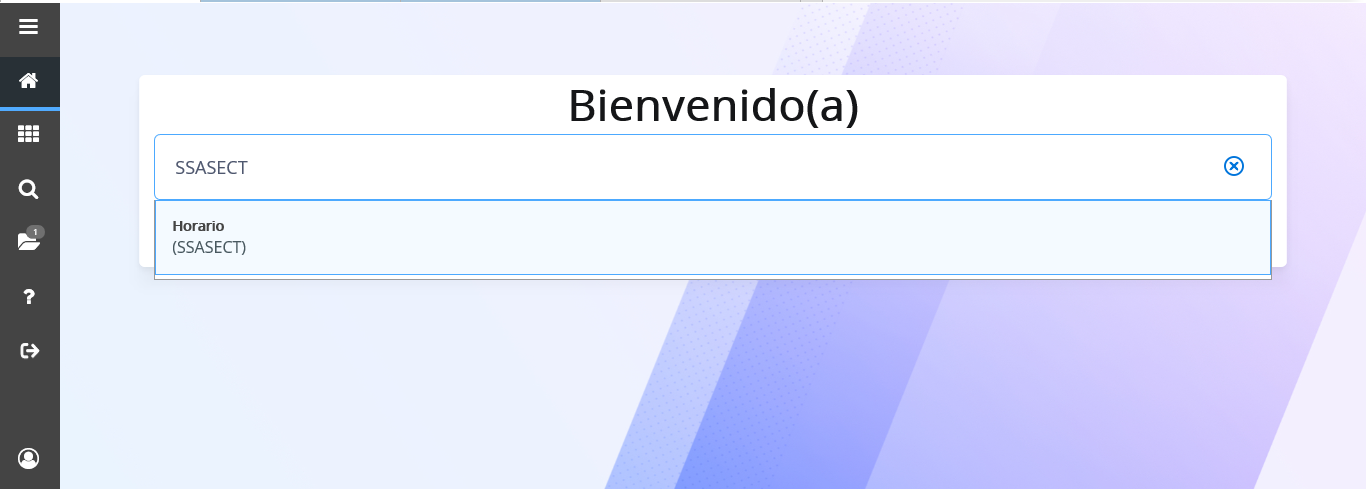 Bienvenido(a)
SSASECT
Horario
(SSASECT)
1
?